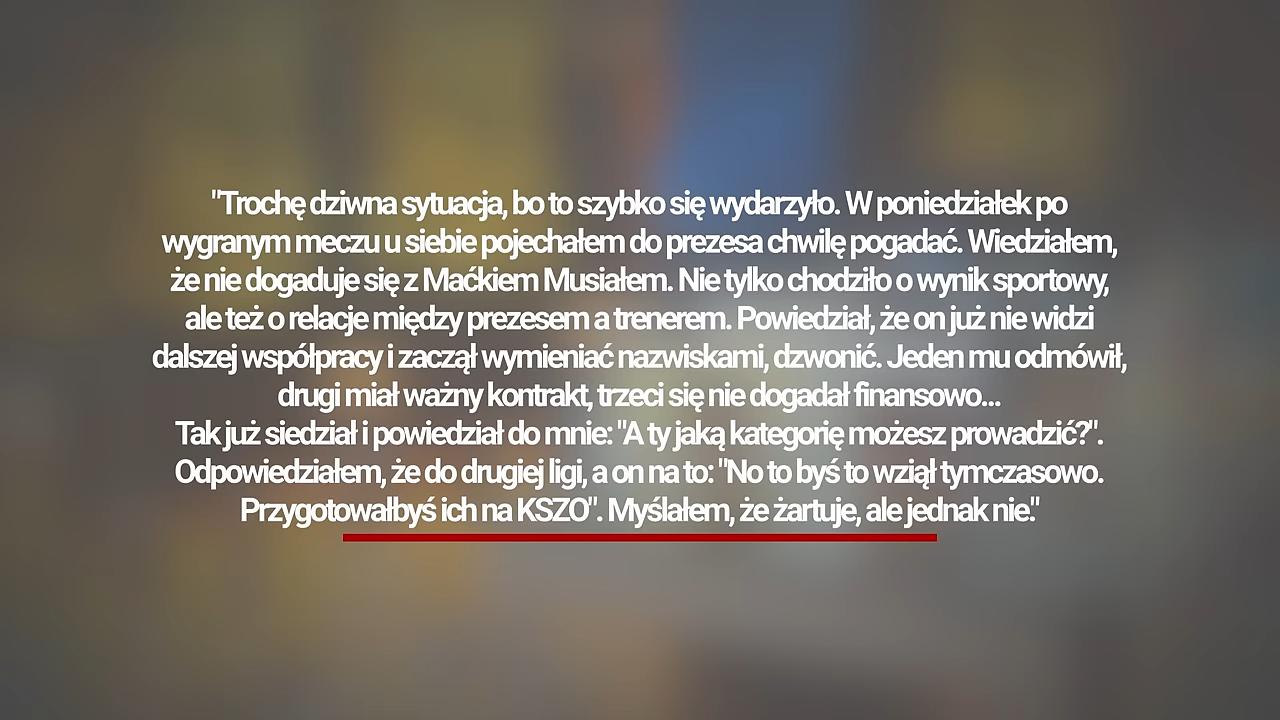 "Trochę dziwna sytuacja, bo to szybko się wydarzyło. W poniedziałek po
wygranym meczu u siebie pojechałem do prezesa chwilę pogadać. Wiedziałem,
że nie dogaduje się z Maćkiem Musiałem. Nie tylko chodziło o wynik sportowy,
ale też o relacje między prezesem a trenerem. Powiedział, że on już nie widzi
dalszej współpracy i zaczął wymieniać nazwiskami, dzwonić. Jeden mu odmówił,
drugi miał ważny kontrakt, trzeci się nie dogadał finansowo...
Tak już siedział i powiedział do mnie: "A ty jaką kategorię możesz prowadzić?".
Odpowiedziałem, że do drugiej ligi, a on na to: "No to byś to wziął tymczasowo.
Przygotowałbyś ich na KSZO". Myślałem, że żartuje, ale jednak nie."